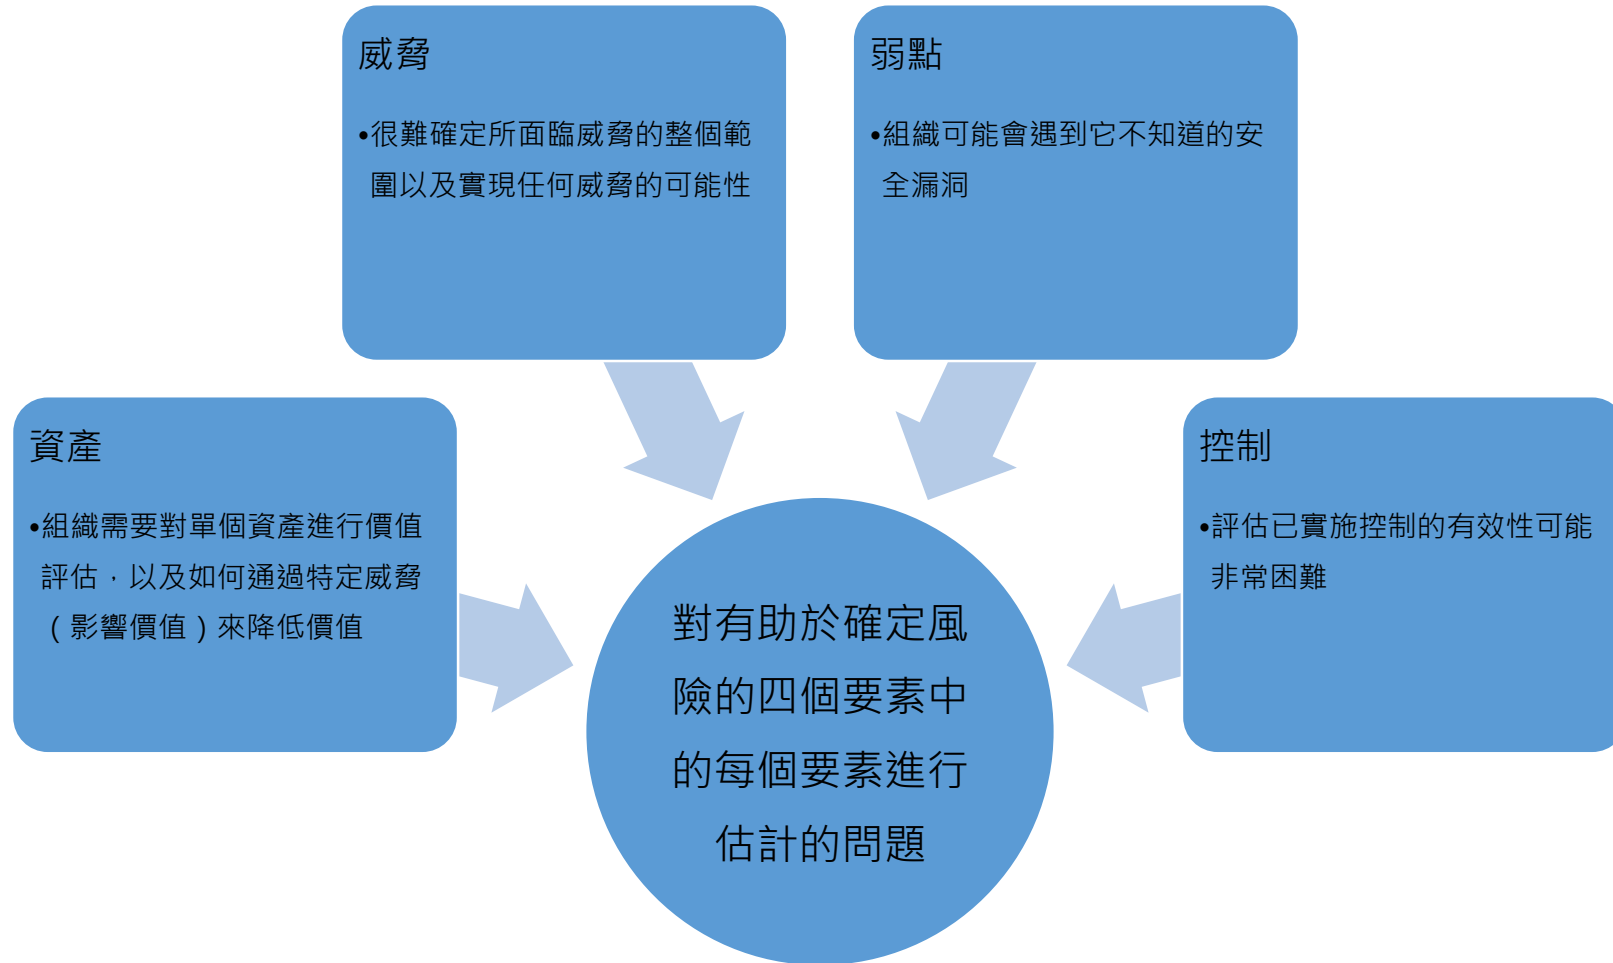 威脅
•很難確定所面臨威脅的整個範
圍以及實現任何威脅的可能性
弱點
•組織可能會遇到它不知道的安
全漏洞
資產
•組織需要對單個資產進行價值
評估，以及如何通過特定威脅
（影響價值）來降低價值
控制
•評估已實施控制的有效性可能
非常困難
對有助於確定風
險的四個要素中
的每個要素進行
估計的問題